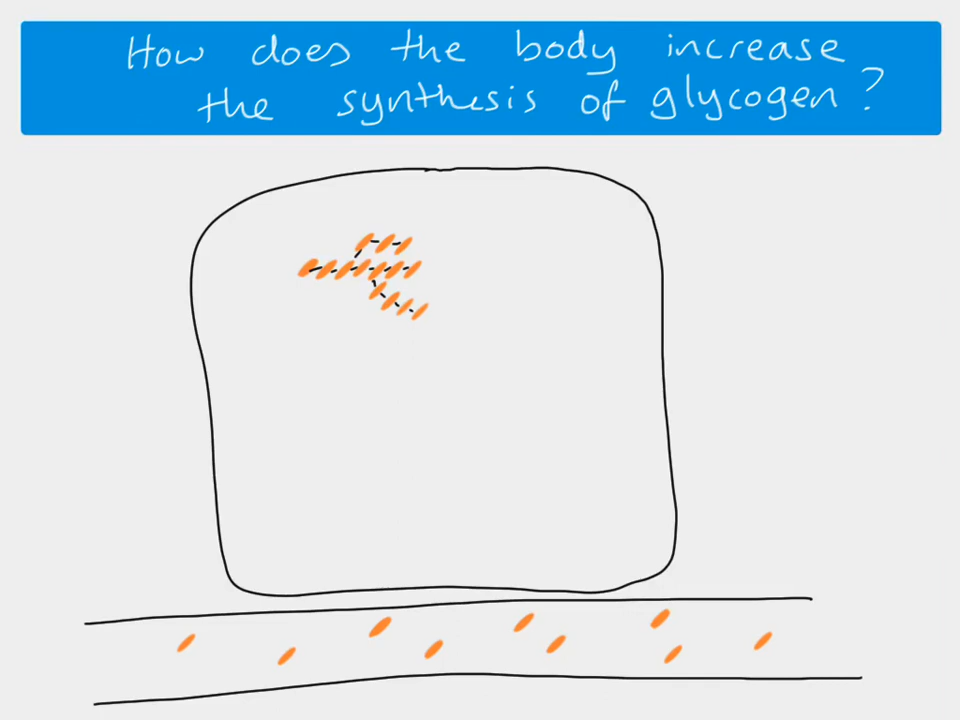 How does the body increase
the synthesis of glycogen?